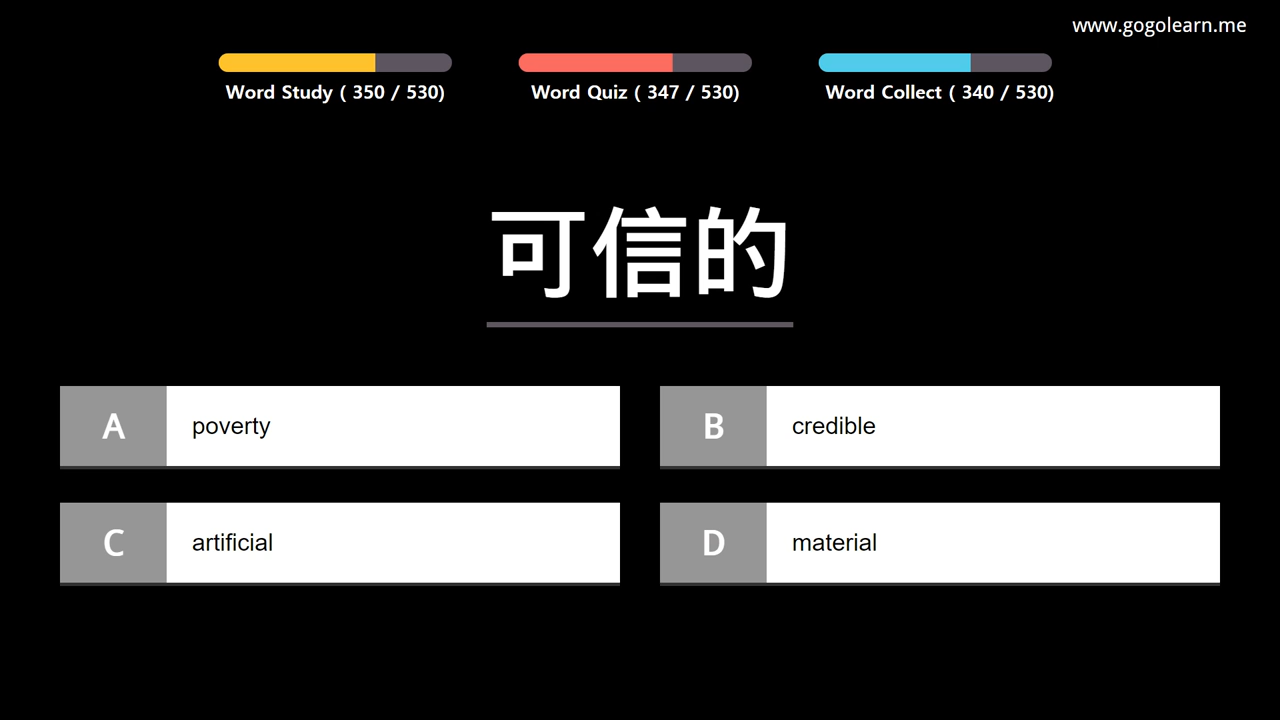 www.gogolearn.me
Word Study ( 350 / 530)
Word Quiz ( 347 / 530)
Word Collect ( 340 / 530)
可信的
A poverty
B credible
C artificial
D material